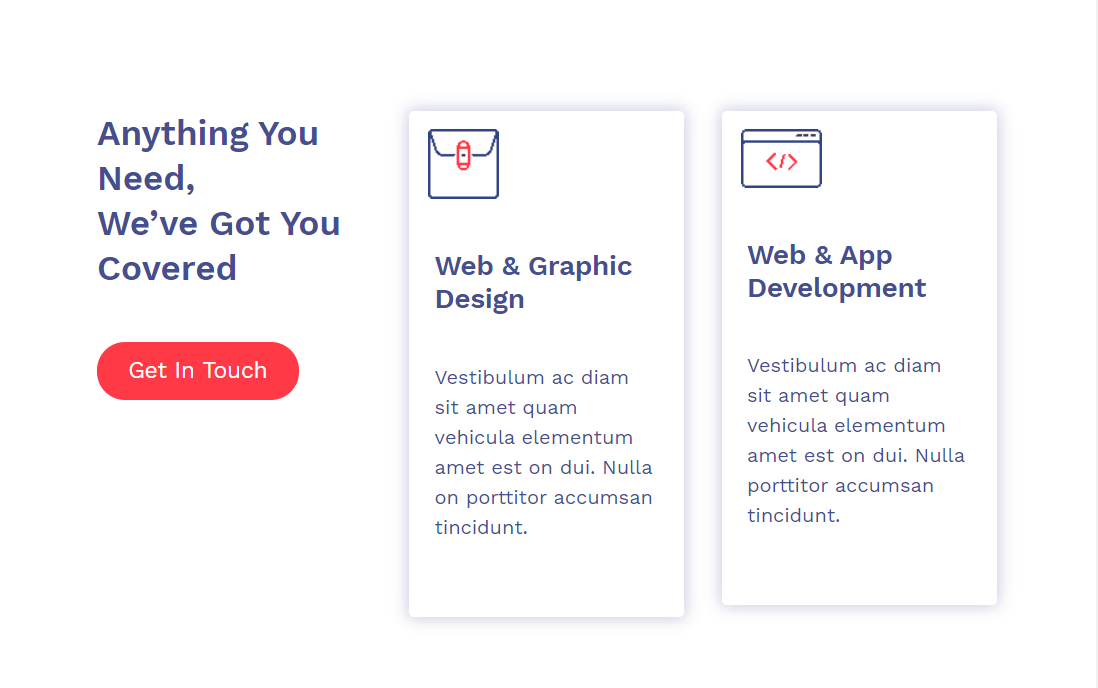 Anything You
Need,
We’ve Got You
Covered
Get In Touch
Web & Graphic
Design
Vestibulum ac diam
sit amet quam
vehicula elementum
amet est on dui. Nulla
on porttitor accumsan
tincidunt.
Web & App
Development
Vestibulum ac diam
sit amet quam
vehicula elementum
amet est on dui. Nulla
porttitor accumsan
tincidunt.